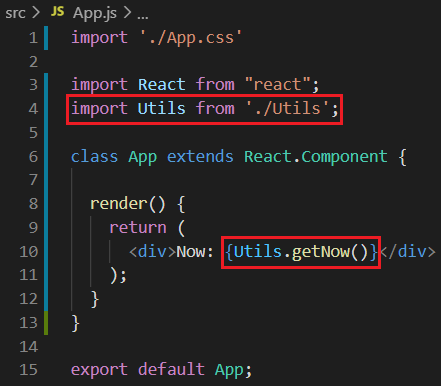 src > JS App.js > ...
1 import './App.css'
2
3 import React from "react";
4 import Utils from './Utils';
5
6 class App extends React.Component {
7
8   render() {
9     return (
10       <div>Now: {Utils.getNow()}</div>
11     );
12   }
13 }
14
15 export default App;